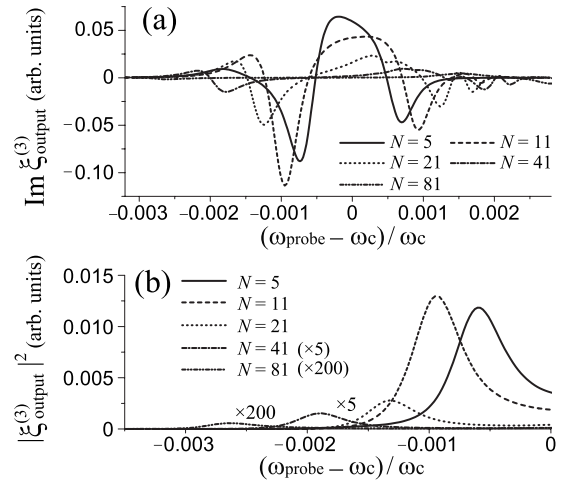 (a)
Im ξ(3)output (arb. units)
0.05
0
−0.05
−0.10
N = 5
N = 11
N = 21
N = 41
N = 81
−0.003
−0.002
−0.001
0
0.001
0.002
(ωprobe – ωc) / ωc
(b)
|ξ(3)output|2 (arb. units)
0.015
0.010
0.005
0.000
N = 5
N = 11
N = 21
N = 41 (×5)
N = 81 (×200)
×200
×5
−0.003
−0.002
−0.001
0
(ωprobe – ωc) / ωc